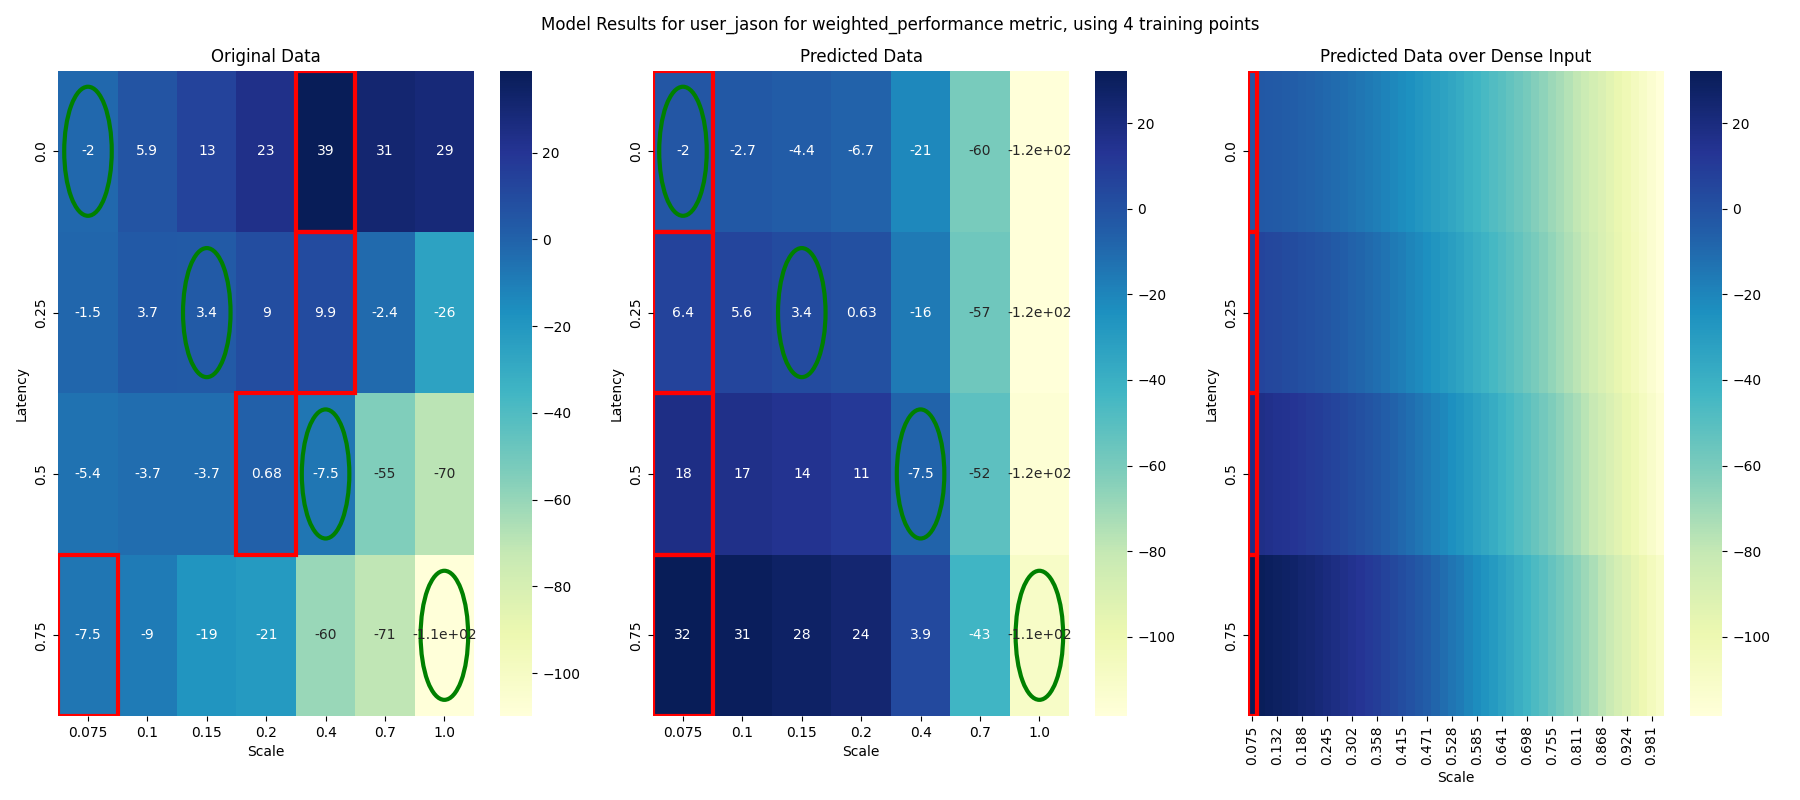 Model Results for user_jason for weighted_performance metric, using 4 training points
Original Data
Latency
0.0
-2 5.9 13 23 39 31 29
0.25
-1.5 3.7 3.4 9 9.9 -2.4 -26
0.5
-5.4 -3.7 -3.7 0.68 -7.5 -55 -70
0.75
-7.5 -9 -19 -21 -60 -71 -1.1e+02
0.075 0.1 0.15 0.2 0.4 0.7 1.0
Scale
20
0
−20
−40
−60
−80
−100
Predicted Data
Latency
0.0
-2 -2.7 -4.4 -6.7 -21 -60 -1.2e+02
0.25
6.4 5.6 3.4 0.63 -16 -57 -1.2e+02
0.5
18 17 14 11 -7.5 -52 -1.2e+02
0.75
32 31 28 24 3.9 -43 -1.1e+02
0.075 0.1 0.15 0.2 0.4 0.7 1.0
Scale
20
0
−20
−40
−60
−80
−100
Predicted Data over Dense Input
Latency
0.0
0.25
0.5
0.75
0.075 0.132 0.188 0.245 0.302 0.358 0.415 0.471 0.528 0.585 0.641 0.698 0.755 0.811 0.868 0.924 0.981
Scale
20
0
−20
−40
−60
−80
−100